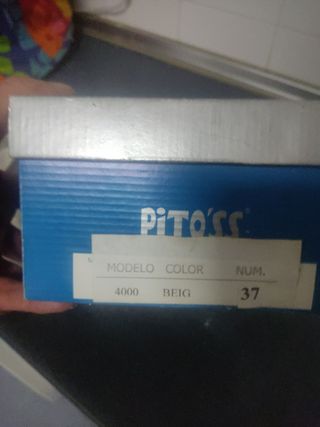 PiTO'SS
MODELO COLOR NUM.
4000 BEIG 37